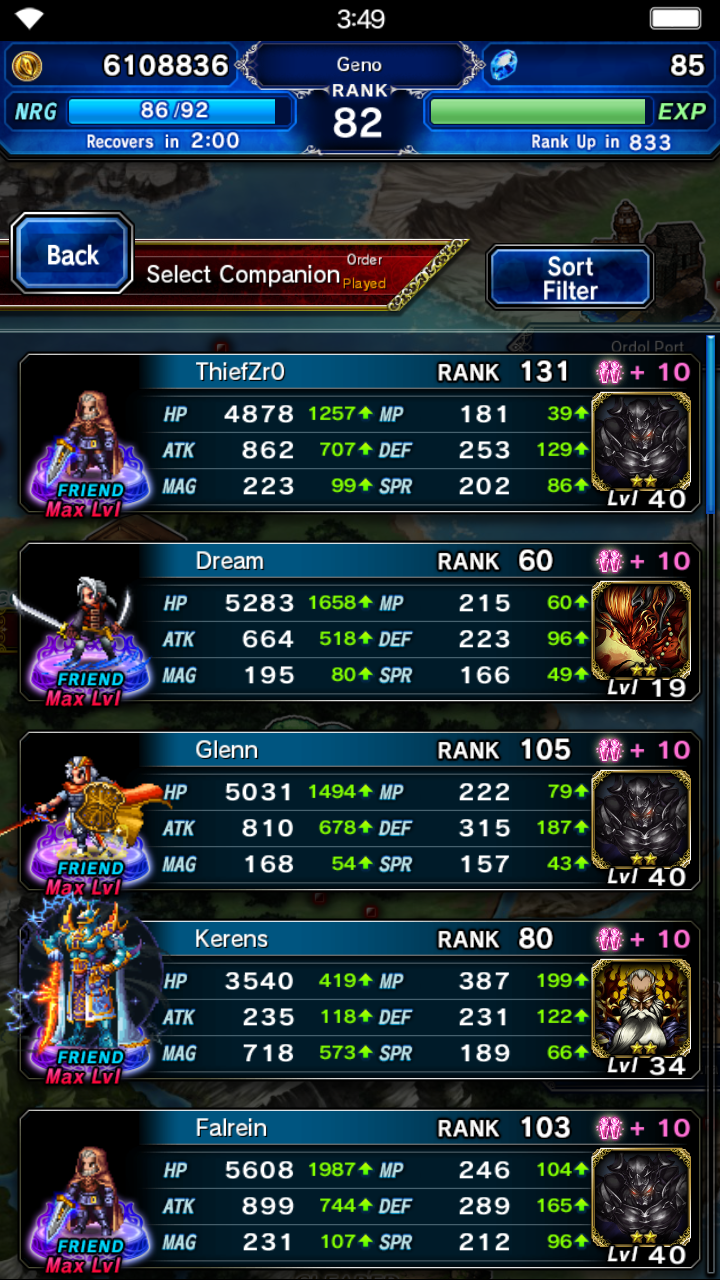 3:49
6108836
Geno
85
RANK
NRG 86/92
82
EXP
Recovers in 2:00
Rank Up in 833
Back
Select Companion
Order
Played
Sort
Filter
Ordol Port
ThiefZr0 RANK 131 + 10
HP 4878 1257 MP 181 39
ATK 862 707 DEF 253 129
MAG 223 99 SPR 202 86
FRIEND
Max Lvl
Lvl 40
Dream RANK 60 + 10
HP 5283 1658 MP 215 60
ATK 664 518 DEF 223 96
MAG 195 80 SPR 166 49
FRIEND
Max Lvl
Lvl 19
Glenn RANK 105 + 10
HP 5031 1494 MP 222 79
ATK 810 678 DEF 315 187
MAG 168 54 SPR 157 43
FRIEND
Max Lvl
Lvl 40
Kerens RANK 80 + 10
HP 3540 419 MP 387 199
ATK 235 118 DEF 231 122
MAG 718 573 SPR 189 66
FRIEND
Max Lvl
Lvl 34
Falrein RANK 103 + 10
HP 5608 1987 MP 246 104
ATK 899 744 DEF 289 165
MAG 231 107 SPR 212 96
FRIEND
Max Lvl
Lvl 40